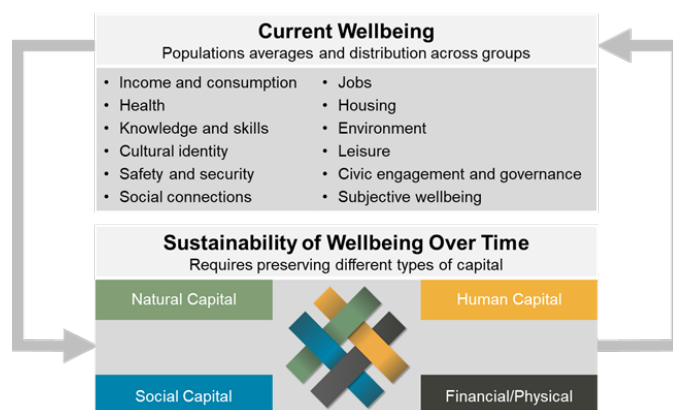 Current Wellbeing
Populations averages and distribution across groups
• Income and consumption
• Health
• Knowledge and skills
• Cultural identity
• Safety and security
• Social connections
• Jobs
• Housing
• Environment
• Leisure
• Civic engagement and governance
• Subjective wellbeing
Sustainability of Wellbeing Over Time
Requires preserving different types of capital
Natural Capital
Human Capital
Social Capital
Financial/Physical